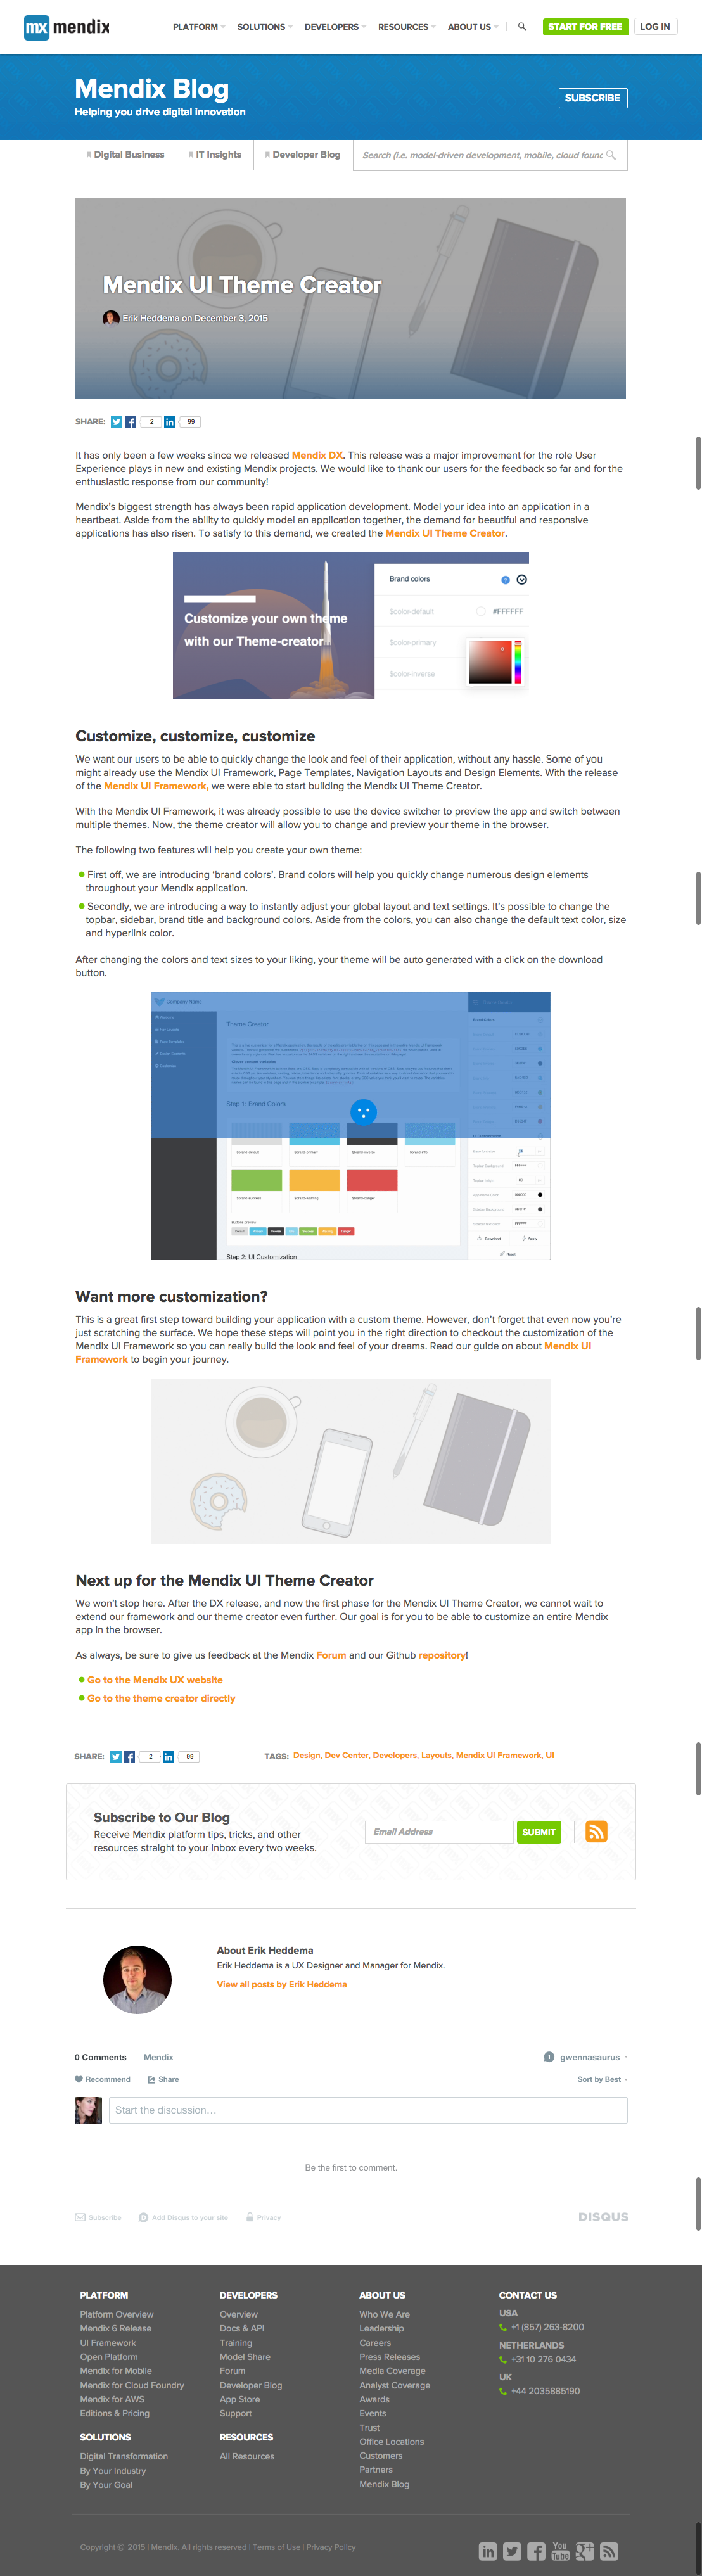 mx mendix
PLATFORM SOLUTIONS DEVELOPERS RESOURCES ABOUT US START FOR FREE LOG IN
Mendix Blog
Helping you drive digital innovation
SUBSCRIBE
Digital Business IT Insights Developer Blog Search (i.e. model-driven development, mobile, cloud founc
Mendix UI Theme Creator
Erik Heddema on December 3, 2015
SHARE: 2 99
It has only been a few weeks since we released Mendix DX. This release was a major improvement for the role User
Experience plays in new and existing Mendix projects. We would like to thank our users for the feedback so far and for the
enthusiastic response from our community!
Mendix's biggest strength has always been rapid application development. Model your idea into an application in a
heartbeat. Aside from the ability to quickly model an application together, the demand for beautiful and responsive
applications has also risen. To satisfy to this demand, we created the Mendix UI Theme Creator.
Customize your own theme
with our Theme-creator
Brand colors
$color-default #FFFFFF
$color-primary
$color-inverse
Customize, customize, customize
We want our users to be able to quickly change the look and feel of their application, without any hassle. Some of you
might already use the Mendix UI Framework, Page Templates, Navigation Layouts and Design Elements. With the release
of the Mendix UI Framework, we were able to start building the Mendix UI Theme Creator.
With the Mendix UI Framework, it was already possible to use the device switcher to preview the app and switch between
multiple themes. Now, the theme creator will allow you to change and preview your theme in the browser.
The following two features will help you create your own theme:
First off, we are introducing 'brand colors'. Brand colors will help you quickly change numerous design elements
throughout your Mendix application.
Secondly, we are introducing a way to instantly adjust your global layout and text settings. It's possible to change the
topbar, sidebar, brand title and background colors. Aside from the colors, you can also change the default text color, size
and hyperlink color.
After changing the colors and text sizes to your liking, your theme will be auto generated with a click on the download
button.
Company Name
Theme Creator
Step 1: Brand Colors
Brand-default Brand-primary Brand-inverse Brand-info
Brand-success Brand-warning Brand-danger
Buttons preview
Download Apply
Reset
Step 2: UI Customization
Want more customization?
This is a great first step toward building your application with a custom theme. However, don't forget that even now you're
just scratching the surface. We hope these steps will point you in the right direction to checkout the customization of the
Mendix UI Framework so you can really build the look and feel of your dreams. Read our guide on about Mendix UI
Framework to begin your journey.
Next up for the Mendix UI Theme Creator
We won't stop here. After the DX release, and now the first phase for the Mendix UI Theme Creator, we cannot wait to
extend our framework and our theme creator even further. Our goal is for you to be able to customize an entire Mendix
app in the browser.
As always, be sure to give us feedback at the Mendix Forum and our Github repository!
Go to the Mendix UX website
Go to the theme creator directly
SHARE: 2 99 TAGS: Design, Dev Center, Developers, Layouts, Mendix UI Framework, UI
Subscribe to Our Blog
Receive Mendix platform tips, tricks, and other
resources straight to your inbox every two weeks.
Email Address SUBMIT
About Erik Heddema
Erik Heddema is a UX Designer and Manager for Mendix.
View all posts by Erik Heddema
0 Comments Mendix 1 gwennasaurus
Recommend Share Sort by Best
Start the discussion…
Be the first to comment.
Subscribe Add Disqus to your site Privacy DISQUS
PLATFORM
Platform Overview
Mendix 6 Release
UI Framework
Open Platform
Mendix for Mobile
Mendix for Cloud Foundry
Mendix for AWS
Editions & Pricing
SOLUTIONS
Digital Transformation
By Your Industry
By Your Goal
DEVELOPERS
Overview
Docs & API
Training
Model Share
Forum
Developer Blog
App Store
Support
RESOURCES
All Resources
ABOUT US
Who We Are
Leadership
Careers
Press Releases
Media Coverage
Analyst Coverage
Awards
Events
Trust
Office Locations
Customers
Partners
Mendix Blog
CONTACT US
USA
+1 (857) 263-8200
NETHERLANDS
+31 10 276 0434
UK
+44 2035885190
Copyright © 2015 | Mendix. All rights reserved | Terms of Use | Privacy Policy
in You Tube g+